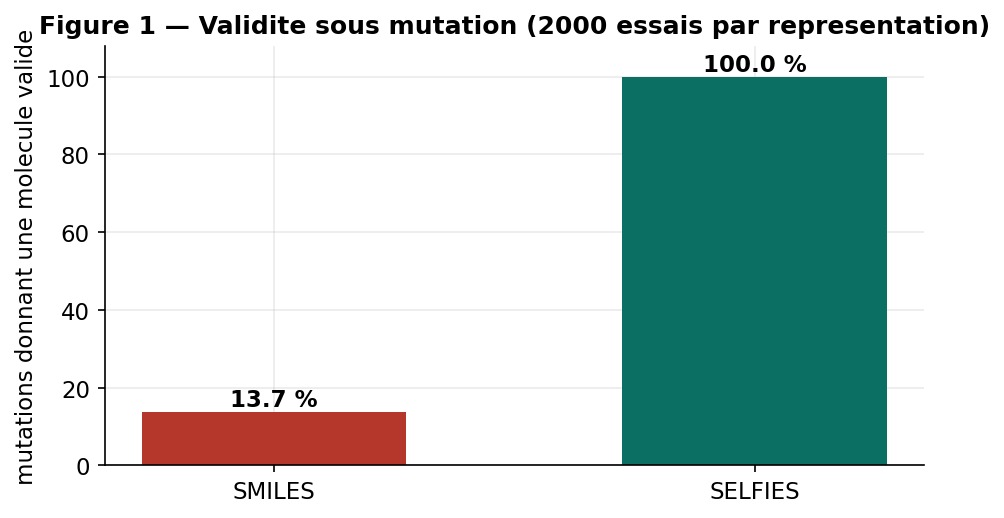 Figure 1 — Validite sous mutation (2000 essais par representation)
mutations donnant une molecule valide
100
80
60
40
20
0
13.7 %
100.0 %
SMILES
SELFIES